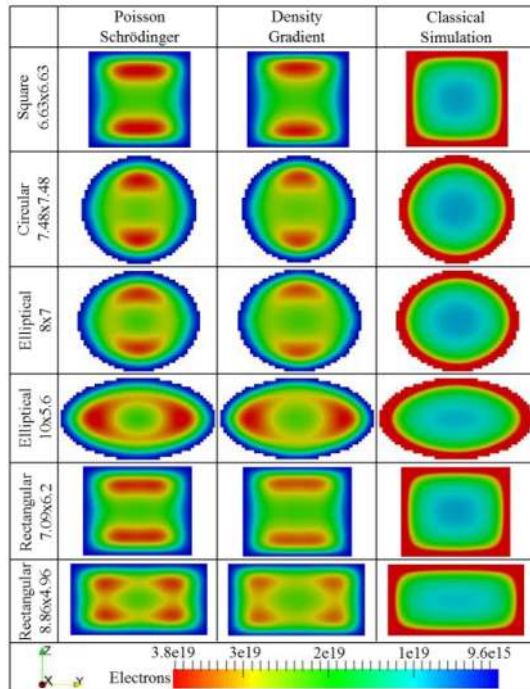 Poisson
Schrödinger
Density
Gradient
Classical
Simulation
Square
6.63x6.63
Circular
7.48x7.48
Elliptical
8x7
Elliptical
10x5.6
Rectangular
7.09x6.2
Rectangular
8.86x4.96
Z
X
Y
3.8e19 3e19 2e19 1e19 9.6e15
Electrons